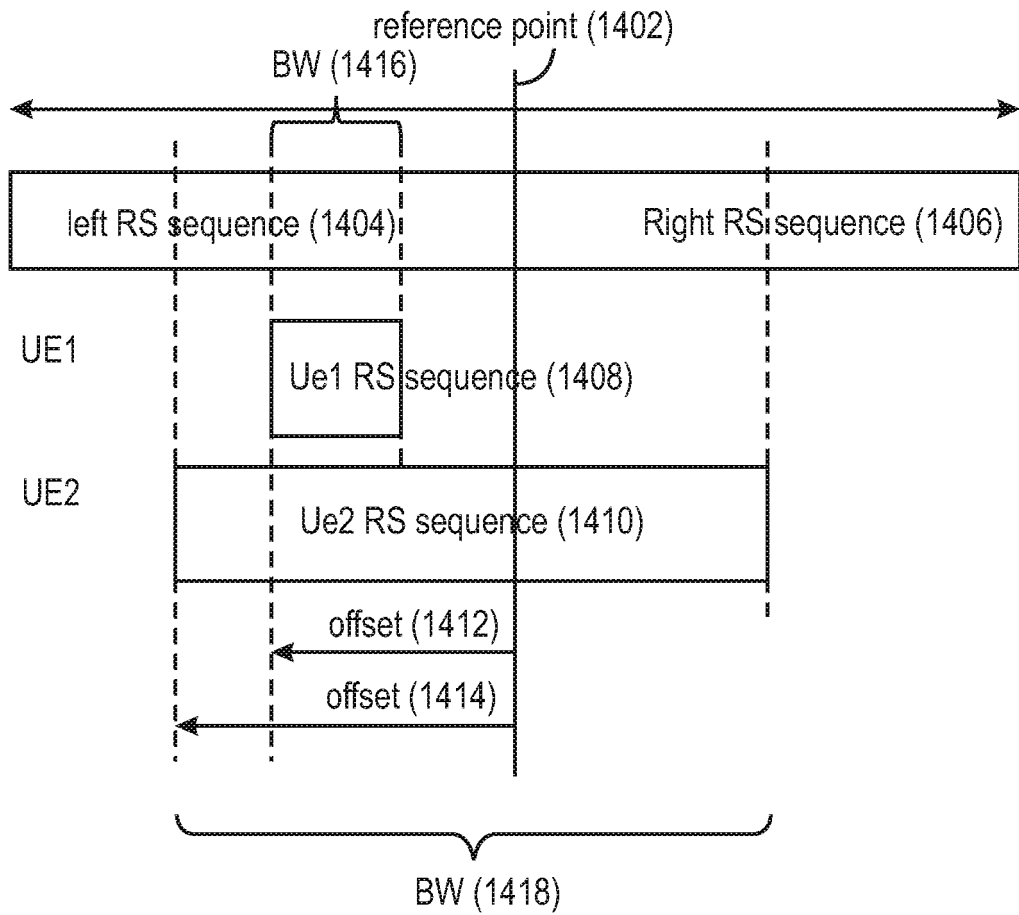 reference point (1402)
BW (1416)
left RS sequence (1404)
Right RS sequence (1406)
UE1
Ue1 RS sequence (1408)
UE2
Ue2 RS sequence (1410)
offset (1412)
offset (1414)
BW (1418)